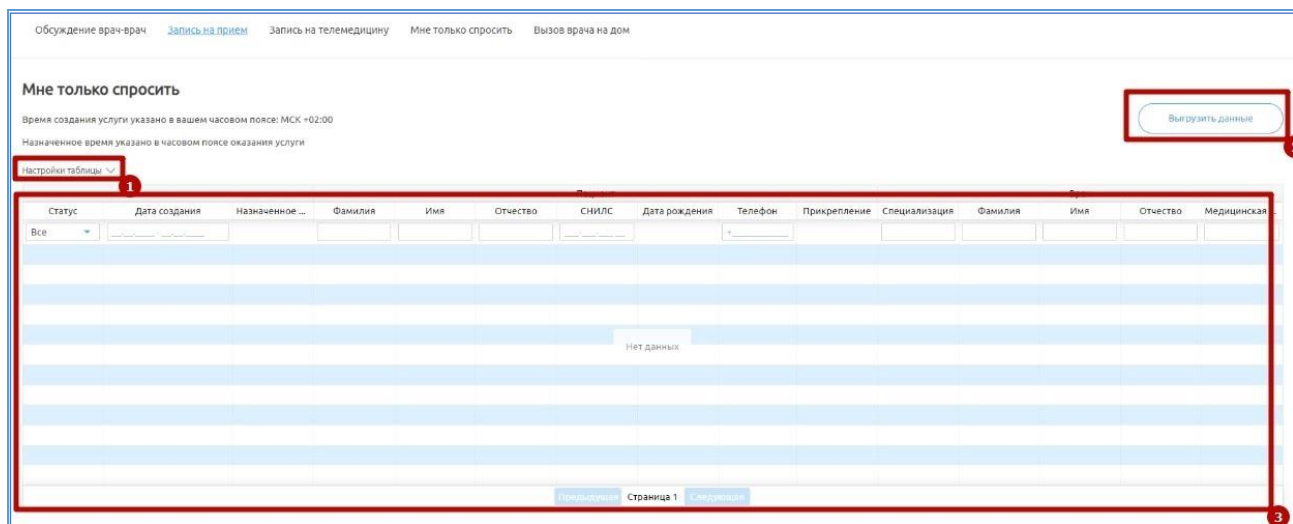 Обсуждение врач-врач Запись на прием Запись на телемедицину Мне только спросить Вызов врача на дом
Мне только спросить
Время создания услуги указано в вашем часовом поясе: МСК +02:00
Выгрузить данные
Назначенное время указано в часовом поясе оказания услуги
Настройки таблицы
1
Статус Дата создания Назначенное ... Фамилия Имя Отчество СНИЛС Дата рождения Телефон Прикрепление Специализация Фамилия Имя Отчество Медицинская ...
Все
Нет данных
Предыдущая Страница 1 Следующая
3